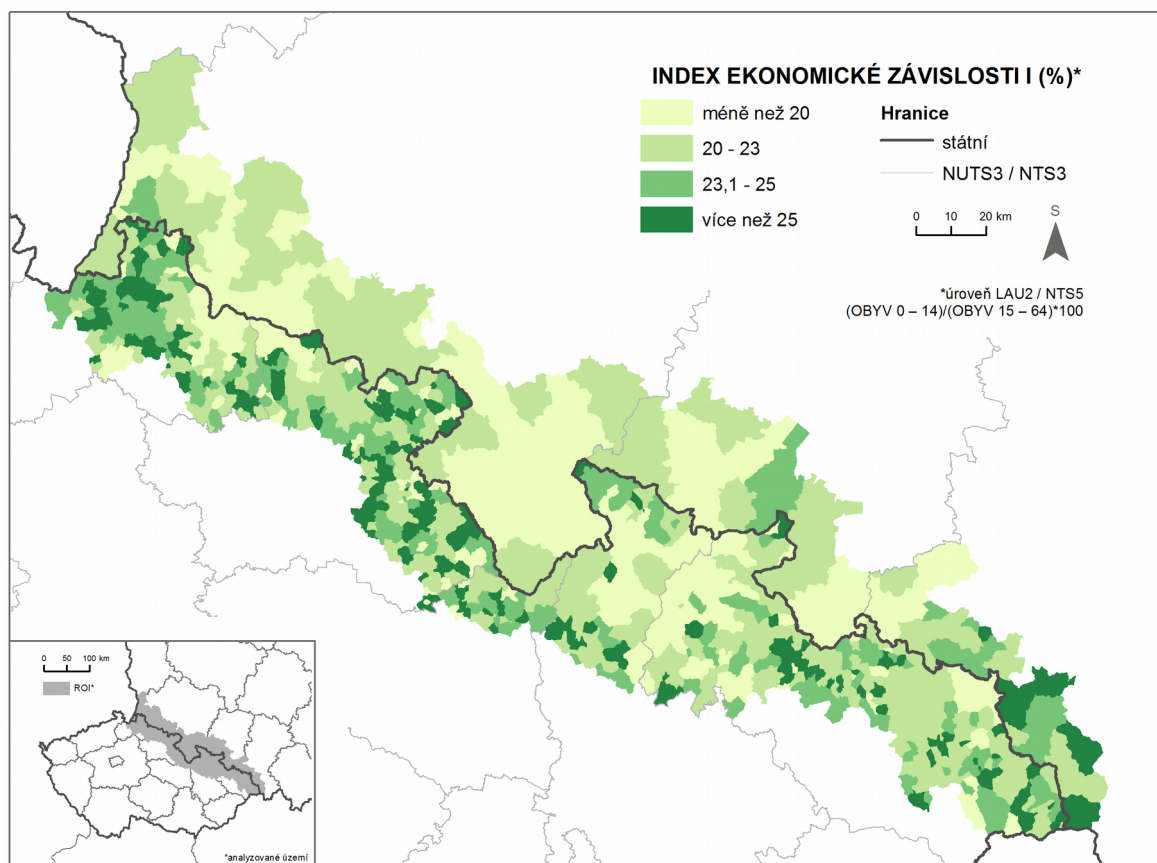 INDEX EKONOMICKÉ ZÁVISLOSTI I (%)*
méně než 20
20 - 23
23,1 - 25
více než 25
Hranice
státní
NUTS3 / NTS3
0 10 20 km
S
*úroveň LAU2 / NTS5
(OBYV 0 – 14)/(OBYV 15 – 64)*100
0 50 100 km
ROI*
*analyzované území